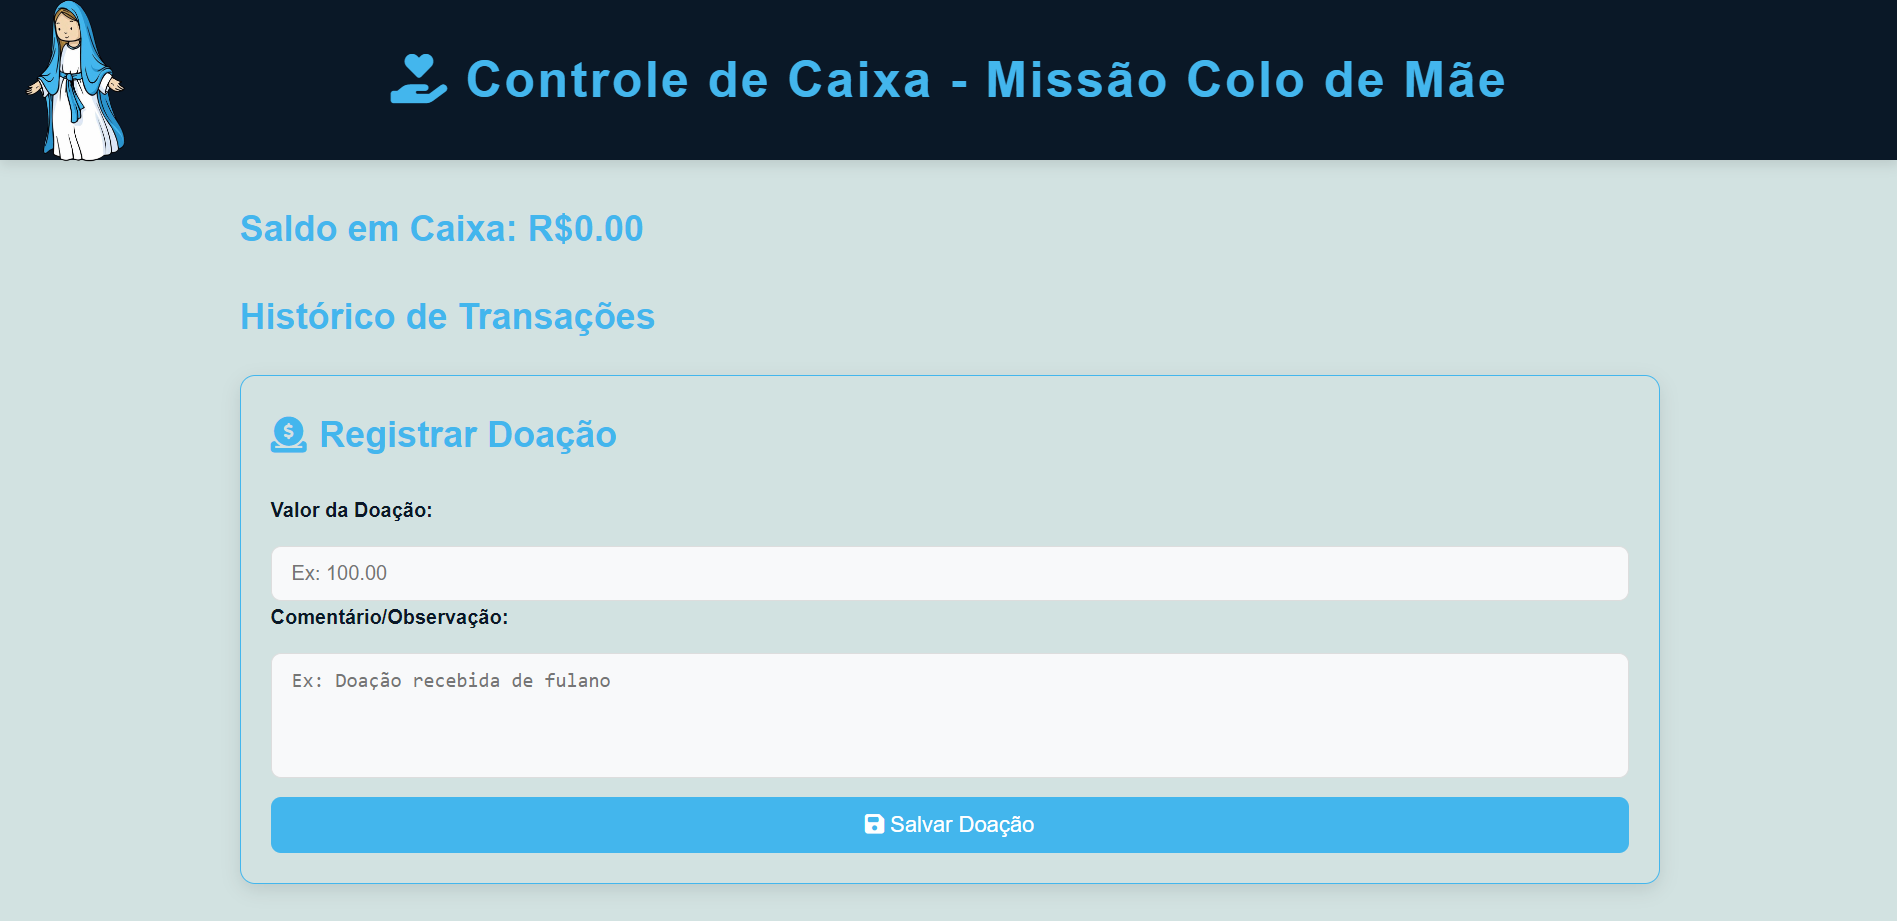 Controle de Caixa - Missão Colo de Mãe
Saldo em Caixa: R$0.00
Histórico de Transações
Registrar Doação
Valor da Doação:
Ex: 100.00
Comentário/Observação:
Ex: Doação recebida de fulano
Salvar Doação